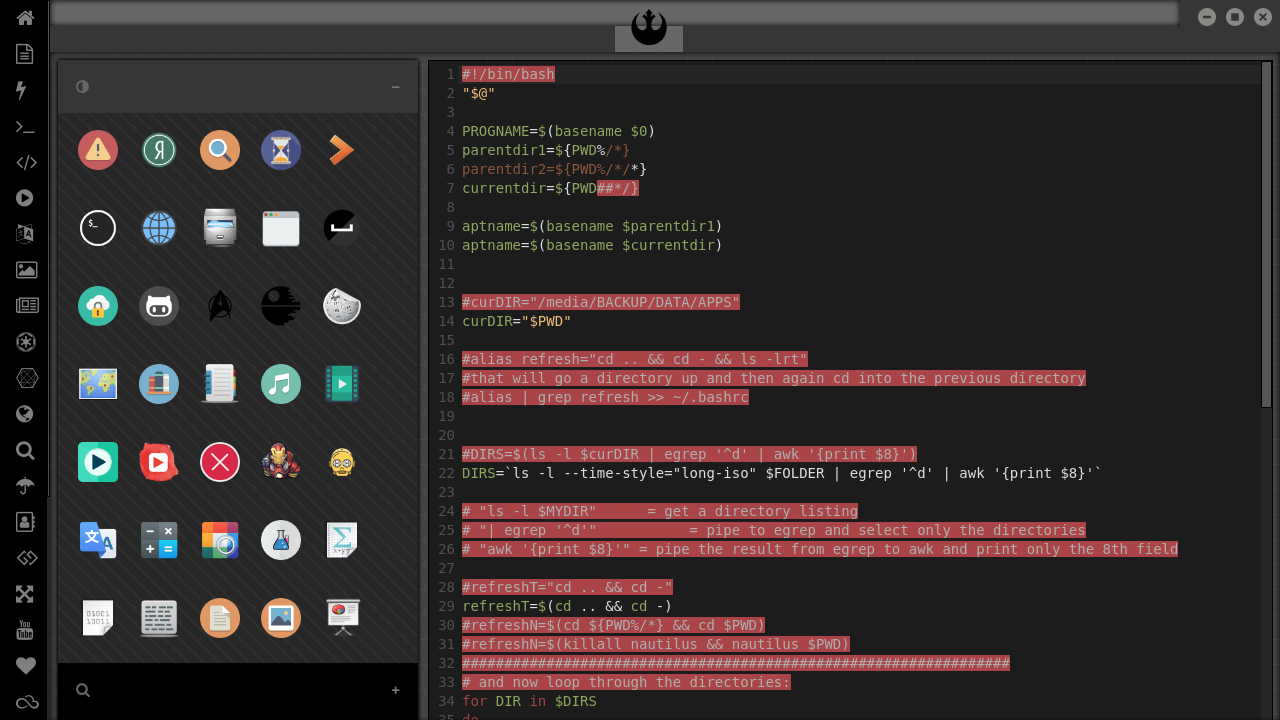 1 #!/bin/bash
2 "$@"
3
4 PROGNAME=$(basename $0)
5 parentdir1=${PWD%/*}
6 parentdir2=${PWD%/*/*}
7 currentdir=${PWD##*/}
8
9 aptname=$(basename $parentdir1)
10 aptname=$(basename $currentdir)
11
12
13 #curDIR="/media/BACKUP/DATA/APPS"
14 curDIR="$PWD"
15
16 #alias refresh="cd .. && cd - && ls -lrt"
17 #that will go a directory up and then again cd into the previous directory
18 #alias | grep refresh >> ~/.bashrc
19
20
21 #DIRS=$(ls -l $curDIR | egrep '^d' | awk '{print $8}')
22 DIRS=`ls -l --time-style="long-iso" $FOLDER | egrep '^d' | awk '{print $8}'`
23
24 # "ls -l $MYDIR"      = get a directory listing
25 # "| egrep '^d'"           = pipe to egrep and select only the directories
26 # "awk '{print $8}'" = pipe the result from egrep to awk and print only the 8th field
27
28 #refreshT="cd .. && cd -"
29 refreshT=$(cd .. && cd -)
30 #refreshN=$(cd ${PWD%/*} && cd $PWD)
31 #refreshN=$(killall nautilus && nautilus $PWD)
32 #################################################################
33 # and now loop through the directories:
34 for DIR in $DIRS
35 do